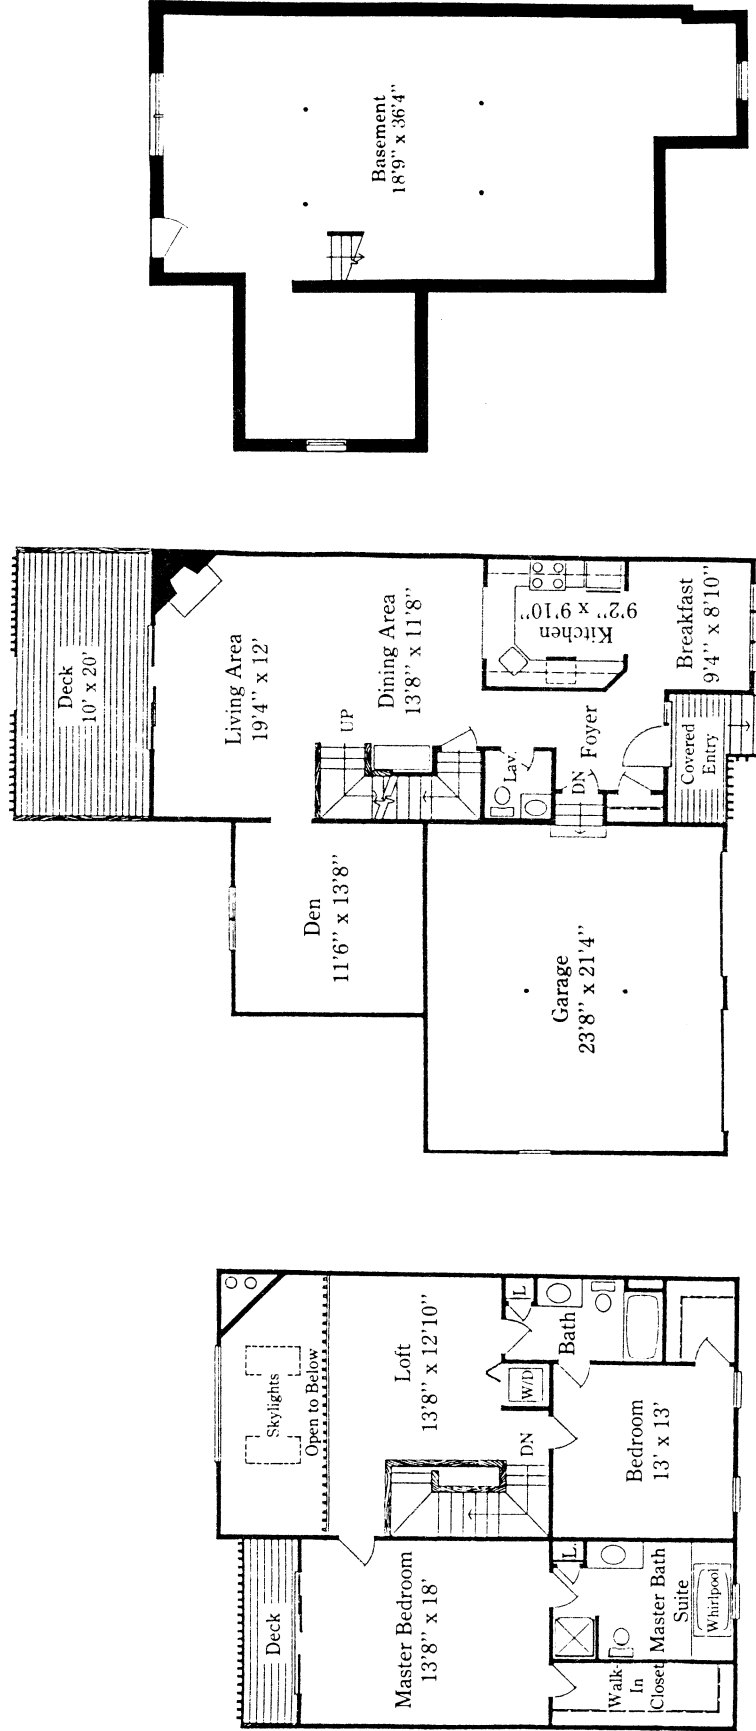 Basement
18'9" x 36'4"
Deck
10' x 20'
Living Area
19'4" x 12'
UP
Dining Area
13'8" x 11'8"
Kitchen
9'2" x 9'10"
Breakfast
9'4" x 8'10"
Lav.
Foyer
DN
Covered
Entry
Den
11'6" x 13'8"
Garage
23'8" x 21'4"
Skylights
Open to Below
Loft
13'8" x 12'10"
L
Bath
W/D
DN
Bedroom
13' x 13'
Deck
Master Bedroom
13'8" x 18'
L.
Master Bath
Suite
Whirlpool
Walk-
In
Closet